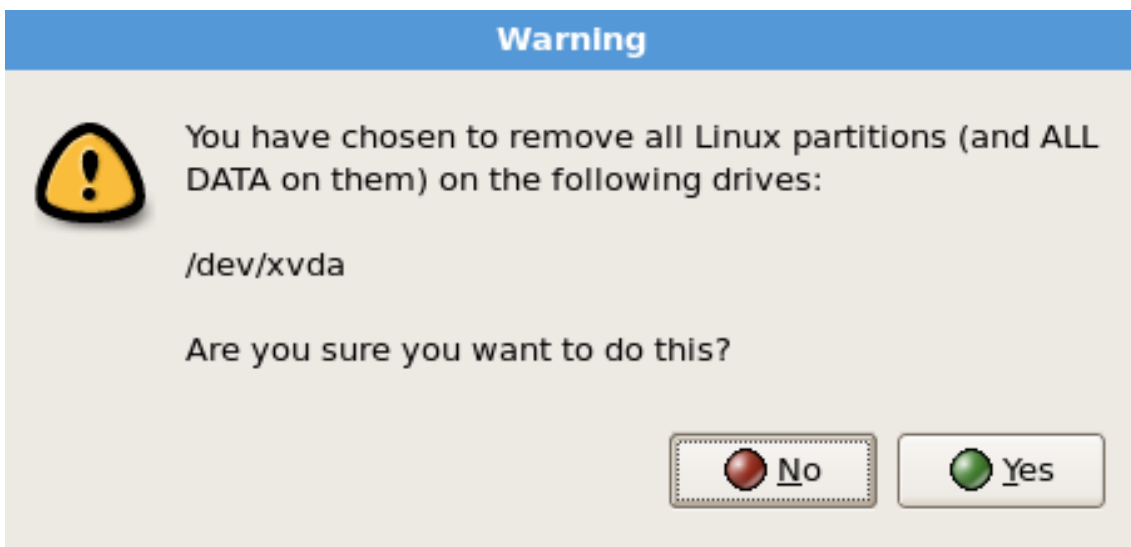 Warning
You have chosen to remove all Linux partitions (and ALL
DATA on them) on the following drives:
/dev/xvda
Are you sure you want to do this?
No
Yes